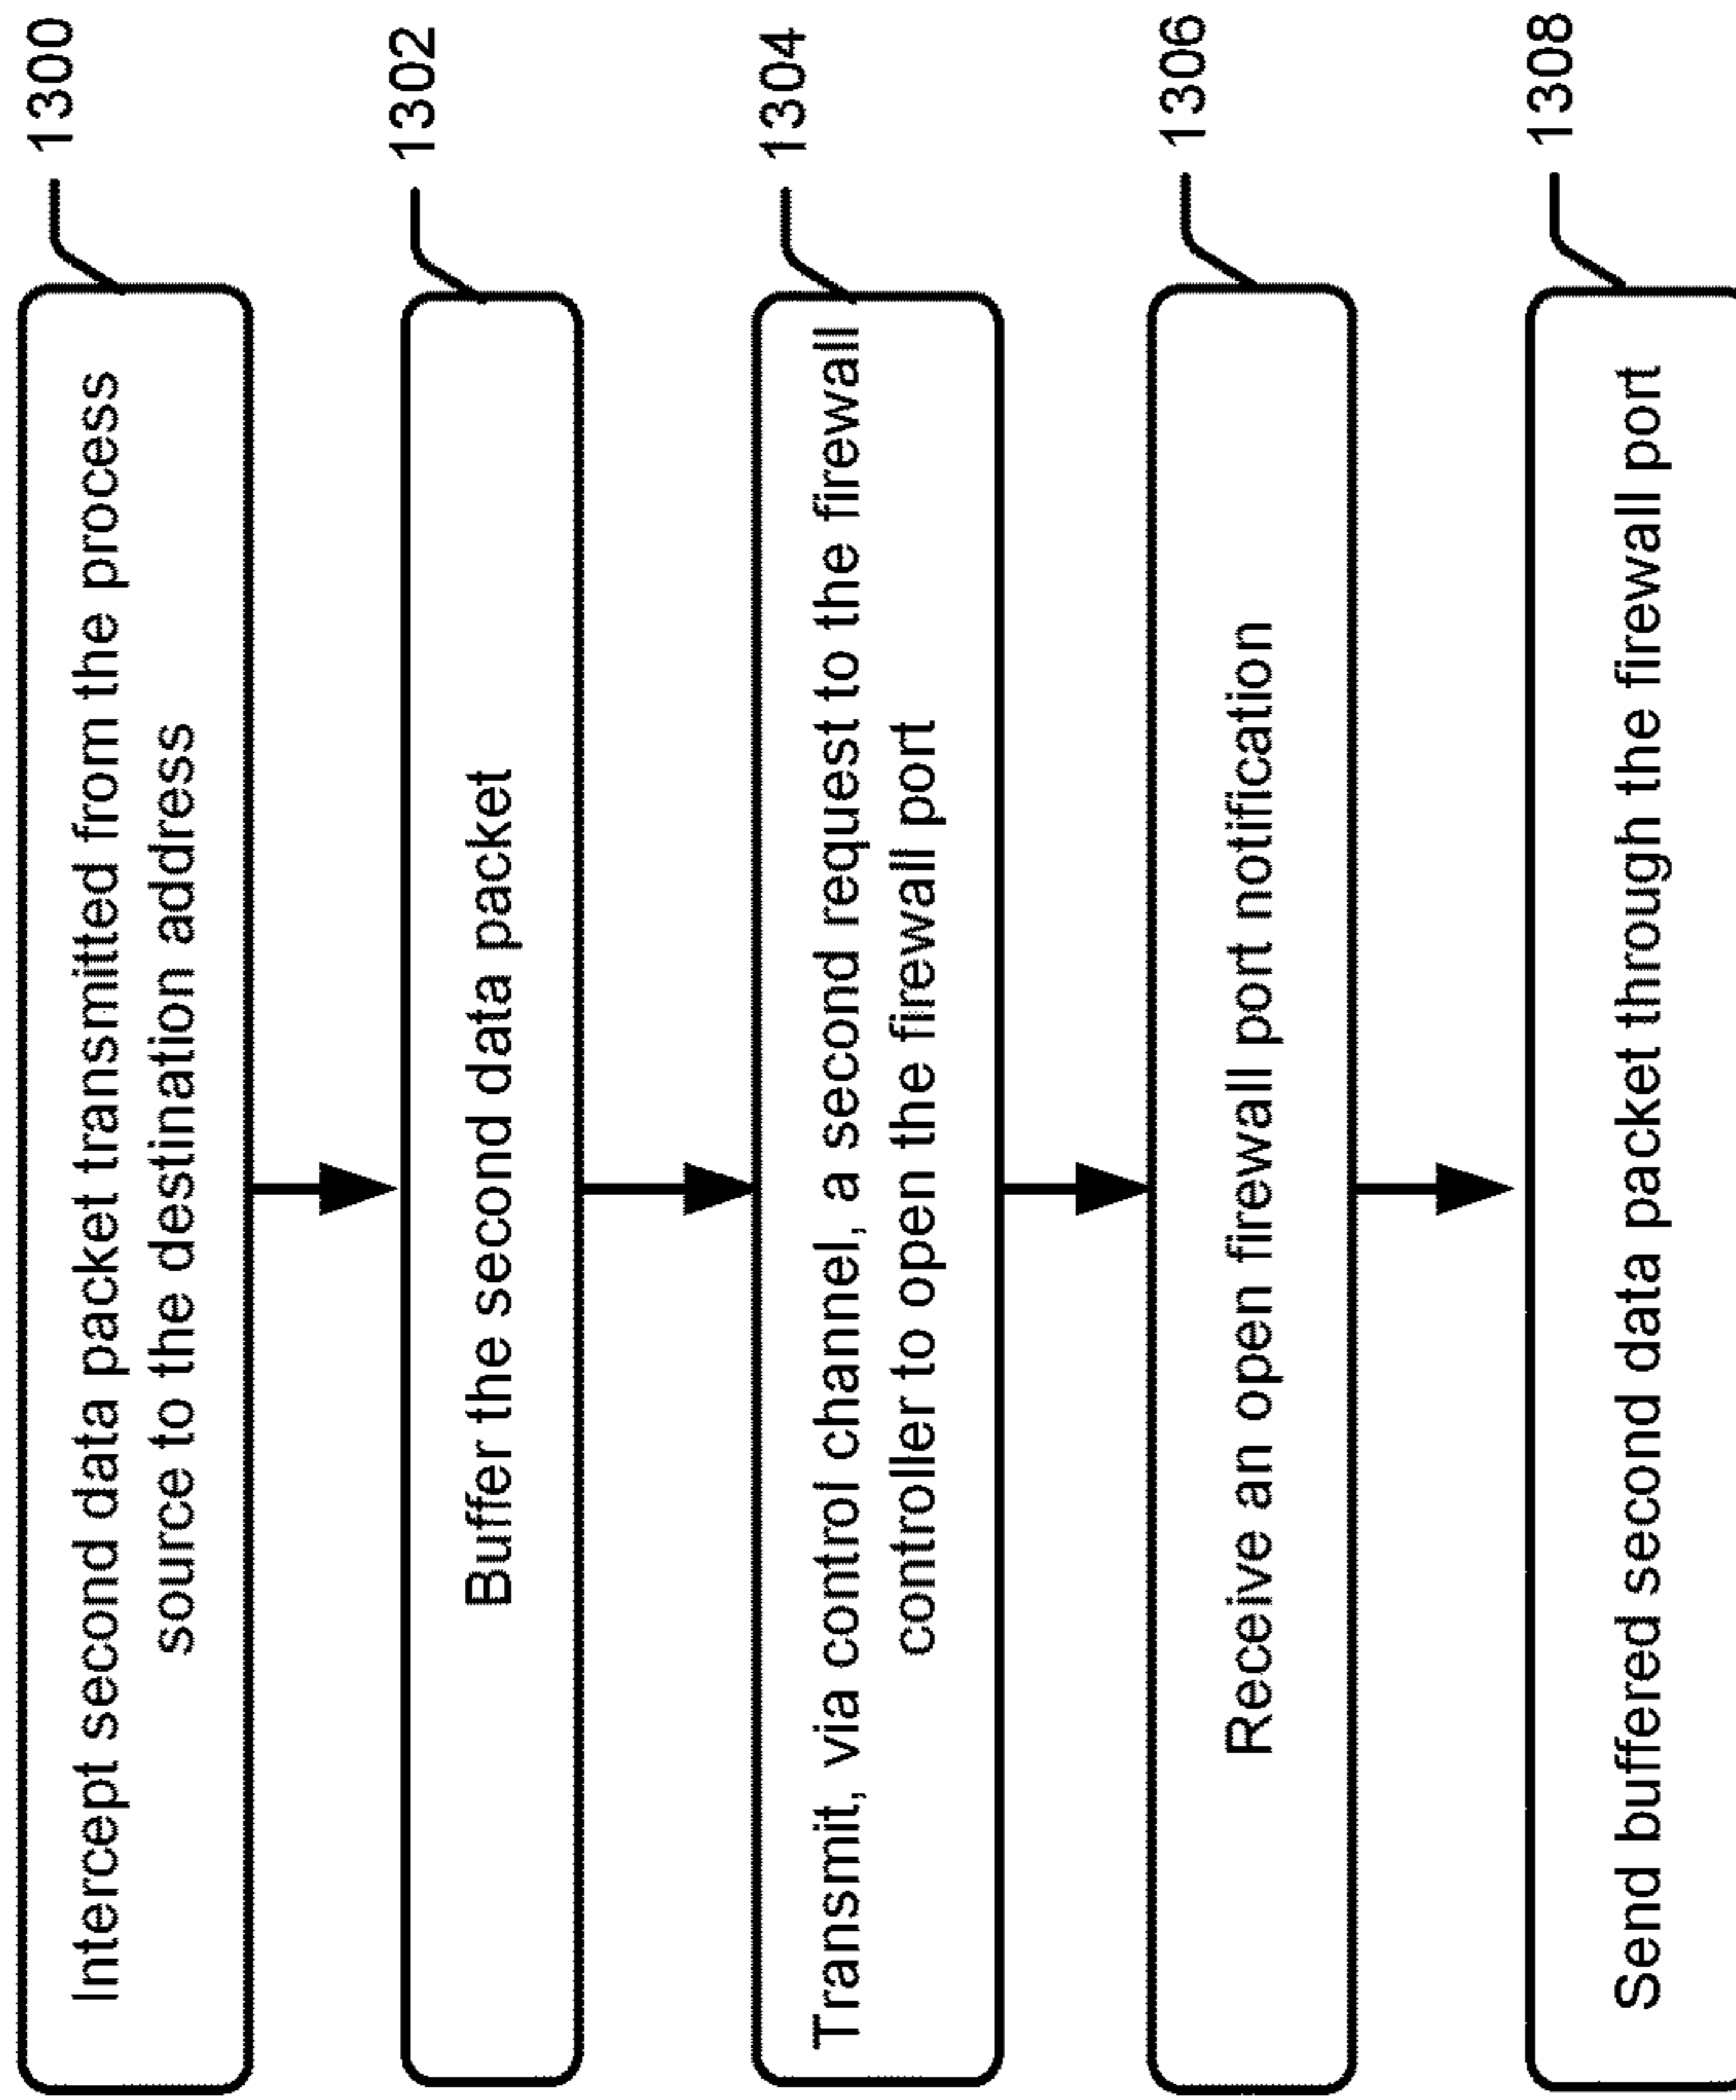 1300
Intercept second data packet transmitted from the process
source to the destination address
1302
Buffer the second data packet
1304
Transmit, via control channel, a second request to the firewall
controller to open the firewall port
1306
Receive an open firewall port notification
1308
Send buffered second data packet through the firewall port